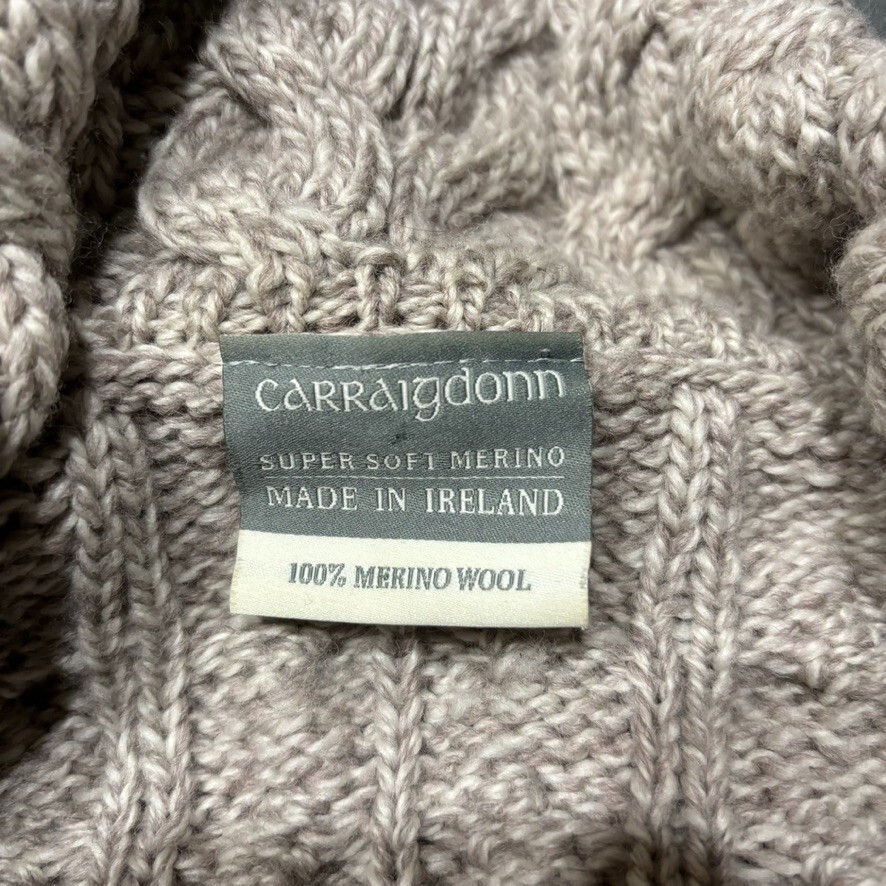 CARRAIGdONN
SUPER SOFT MERINO
MADE IN IRELAND
100% MERINO WOOL